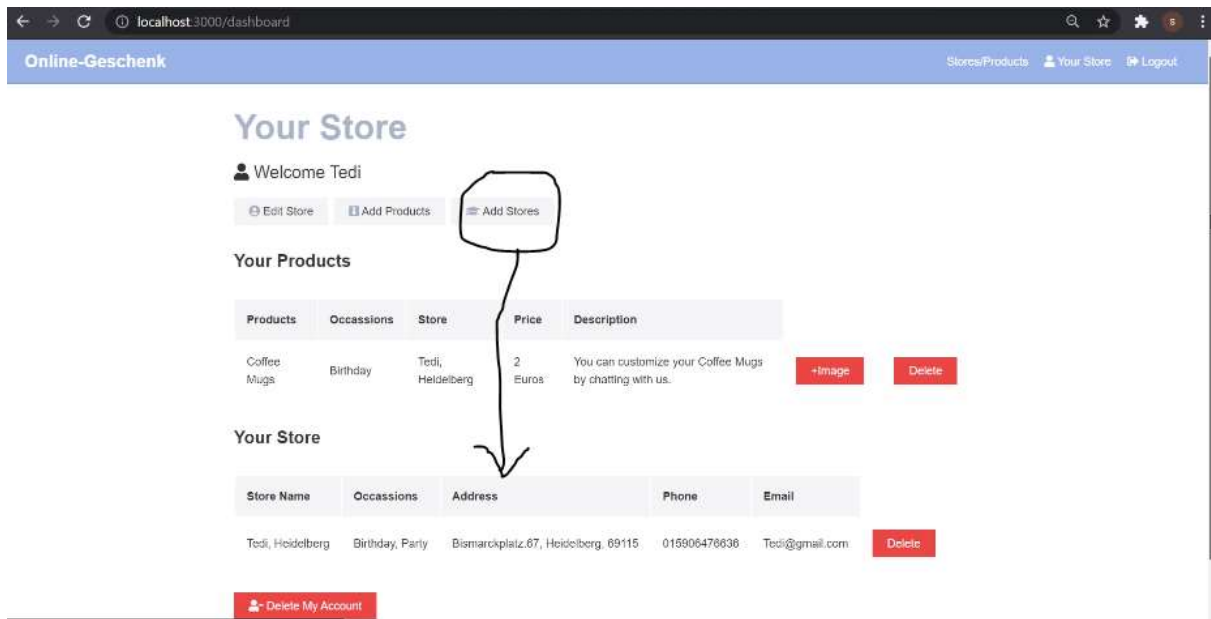 localhost:3000/dashboard
S
Online-Geschenk
Stores/Products Your Store Logout
Your Store
Welcome Tedi
Edit Store Add Products Add Stores
Your Products
Products Occassions Store Price Description
Coffee Mugs Birthday Tedi, Heidelberg 2 Euros You can customize your Coffee Mugs by chatting with us. +Image Delete
Your Store
Store Name Occassions Address Phone Email
Tedi, Heidelberg Birthday, Party Bismarckplatz.67, Heidelberg, 69115 015906476636 Tedi@gmail.com Delete
Delete My Account